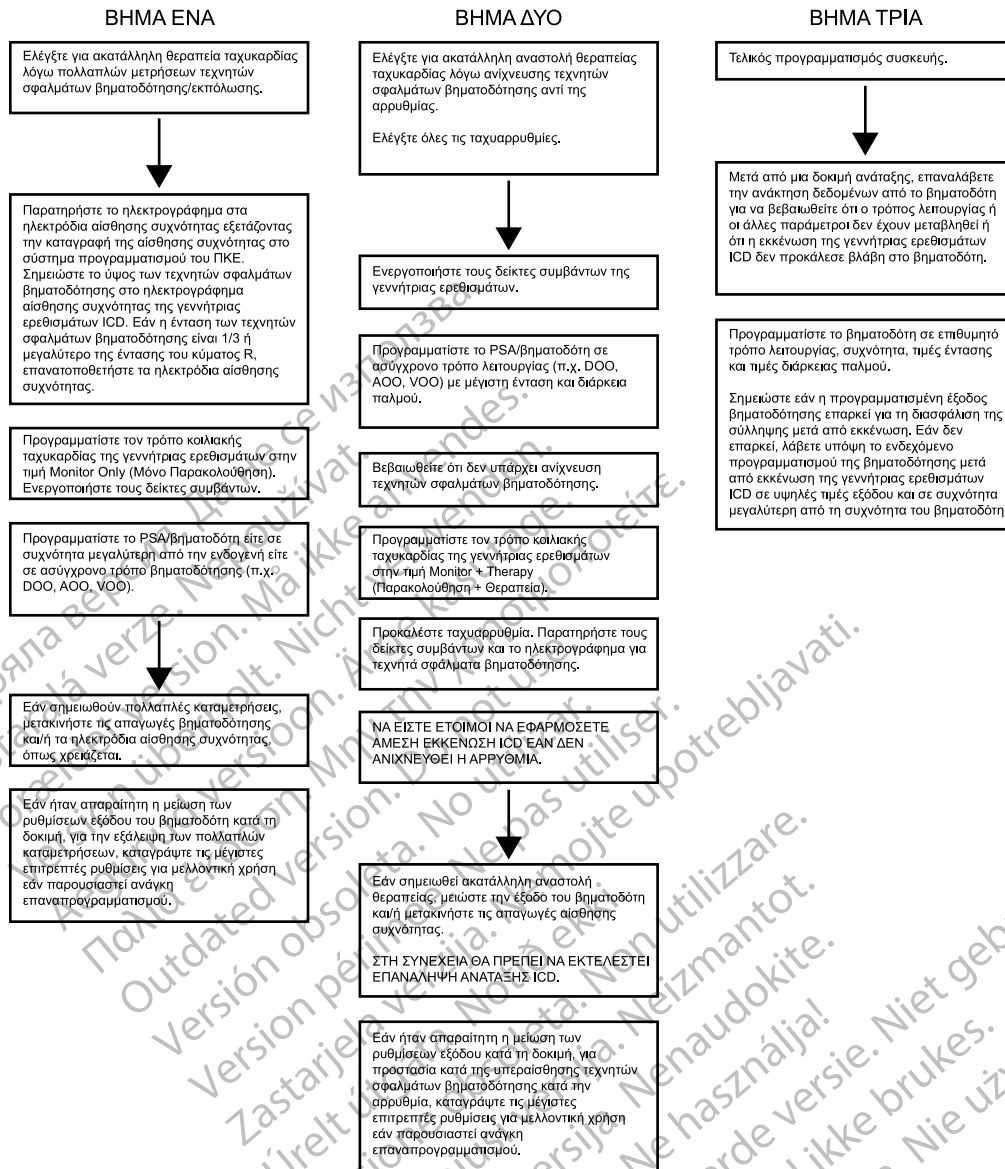 ΒΗΜΑ ΕΝΑ
Ελέγξτε για ακατάλληλη θεραπεία ταχυκαρδίας
λόγω πολλαπλών μετρήσεων τεχνητών
σφαλμάτων βηματοδότησης/εκπόλωσης.
Παρατηρήστε το ηλεκτρογράφημα στα
ηλεκτρόδια αίσθησης συχνότητας εξετάζοντας
την καταγραφή της αίσθησης συχνότητας στο
σύστημα προγραμματισμού του ΠΚΕ.
Σημειώστε το ύψος των τεχνητών σφαλμάτων
βηματοδότησης στο ηλεκτρογράφημα
αίσθησης συχνότητας της γεννήτριας
ερεθισμάτων ICD. Εάν η ένταση των τεχνητών
σφαλμάτων βηματοδότησης είναι 1/3 ή
μεγαλύτερο της έντασης του κύματος R,
επανατοποθετήστε τα ηλεκτρόδια αίσθησης
συχνότητας.
Προγραμματίστε τον τρόπο κοιλιακής
ταχυκαρδίας της γεννήτριας ερεθισμάτων στην
τιμή Monitor Only (Μόνο Παρακολούθηση).
Ενεργοποιήστε τους δείκτες συμβάντων.
Προγραμματίστε το PSA/βηματοδότη είτε σε
συχνότητα μεγαλύτερη από την ενδογενή είτε
σε ασύγχρονο τρόπο βηματοδότησης (π.χ.
DOO, AOO, VOO).
Εάν σημειωθούν πολλαπλές καταμετρήσεις,
μετακινήστε τις απαγωγές βηματοδότησης
και/ή τα ηλεκτρόδια αίσθησης συχνότητας,
όπως χρειάζεται.
Εάν ήταν απαραίτητη η μείωση των
ρυθμίσεων εξόδου του βηματοδότη κατά τη
δοκιμή, για την εξάλειψη των πολλαπλών
καταμετρήσεων, καταγράψτε τις μέγιστες
επιτρεπτές ρυθμίσεις για μελλοντική χρήση
εάν παρουσιαστεί ανάγκη
επαναπρογραμματισμού.
ΒΗΜΑ ΔΥΟ
Ελέγξτε για ακατάλληλη αναστολή θεραπείας
ταχυκαρδίας λόγω ανίχνευσης τεχνητών
σφαλμάτων βηματοδότησης αντί της
αρρυθμίας.
Ελέγξτε όλες τις ταχυαρρυθμίες.
Ενεργοποιήστε τους δείκτες συμβάντων της
γεννήτριας ερεθισμάτων.
Προγραμματίστε το PSA/βηματοδότη σε
ασύγχρονο τρόπο λειτουργίας (π.χ. DOO,
AOO, VOO) με μέγιστη ένταση και διάρκεια
παλμού.
Βεβαιωθείτε ότι δεν υπάρχει ανίχνευση
τεχνητών σφαλμάτων βηματοδότησης.
Προγραμματίστε τον τρόπο κοιλιακής
ταχυκαρδίας της γεννήτριας ερεθισμάτων
στην τιμή Monitor + Therapy
(Παρακολούθηση + Θεραπεία).
Προκαλέστε ταχυαρρυθμία. Παρατηρήστε τους
δείκτες συμβάντων και το ηλεκτρογράφημα για
τεχνητά σφάλματα βηματοδότησης.
ΝΑ ΕΙΣΤΕ ΕΤΟΙΜΟΙ ΝΑ ΕΦΑΡΜΟΣΕΤΕ
ΑΜΕΣΗ ΕΚΚΕΝΩΣΗ ICD ΕΑΝ ΔΕΝ
ΑΝΙΧΝΕΥΘΕΙ Η ΑΡΡΥΘΜΙΑ.
Εάν σημειωθεί ακατάλληλη αναστολή
θεραπείας, μειώστε την έξοδο του βηματοδότη
και/ή μετακινήστε τις απαγωγές αίσθησης
συχνότητας.
ΣΤΗ ΣΥΝΕΧΕΙΑ ΘΑ ΠΡΕΠΕΙ ΝΑ ΕΚΤΕΛΕΣΤΕΙ
ΕΠΑΝΑΛΗΨΗ ΑΝΑΤΑΞΗΣ ICD.
Εάν ήταν απαραίτητη η μείωση των
ρυθμίσεων εξόδου κατά τη δοκιμή, για
προστασία κατά της υπεραίσθησης τεχνητών
σφαλμάτων βηματοδότησης κατά την
αρρυθμία, καταγράψτε τις μέγιστες
επιτρεπτές ρυθμίσεις για μελλοντική χρήση
εάν παρουσιαστεί ανάγκη
επαναπρογραμματισμού.
ΒΗΜΑ ΤΡΙΑ
Τελικός προγραμματισμός συσκευής.
Μετά από μια δοκιμή ανάταξης, επαναλάβετε
την ανάκτηση δεδομένων από το βηματοδότη
για να βεβαιωθείτε ότι ο τρόπος λειτουργίας ή
οι άλλες παράμετροι δεν έχουν μεταβληθεί ή
ότι η εκκένωση της γεννήτριας ερεθισμάτων
ICD δεν προκάλεσε βλάβη στο βηματοδότη.
Προγραμματίστε το βηματοδότη σε επιθυμητό
τρόπο λειτουργίας, συχνότητα, τιμές έντασης
και τιμές διάρκειας παλμού.
Σημειώστε εάν η προγραμματισμένη έξοδος
βηματοδότησης επαρκεί για τη διασφάλιση της
σύλληψης μετά από εκκένωση. Εάν δεν
επαρκεί, λάβετε υπόψη το ενδεχόμενο
προγραμματισμού της βηματοδότησης μετά
από εκκένωση της γεννήτριας ερεθισμάτων
ICD σε υψηλές τιμές εξόδου και σε συχνότητα
μεγαλύτερη από τη συχνότητα του βηματοδότη
Outdated version. Do not use.
Version überholt. Nicht verwenden.
Versión obsoleta. No utilizar.
Version périmée. Ne pas utiliser.